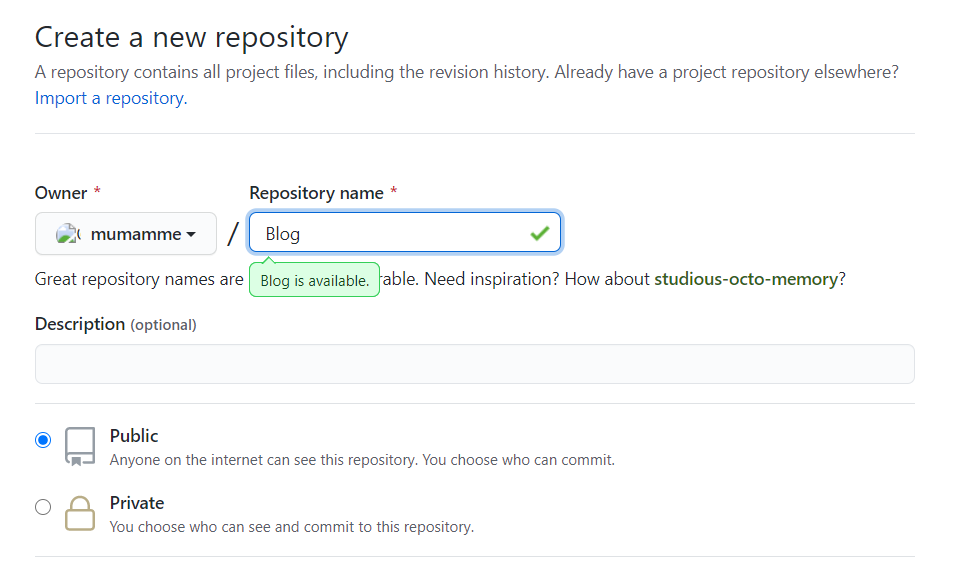 Create a new repository
A repository contains all project files, including the revision history. Already have a project repository elsewhere?
Import a repository.
Owner * Repository name *
mumamme / Blog
Great repository names are rable. Need inspiration? How about studious-octo-memory?
Blog is available.
Description (optional)
Public
Anyone on the internet can see this repository. You choose who can commit.
Private
You choose who can see and commit to this repository.